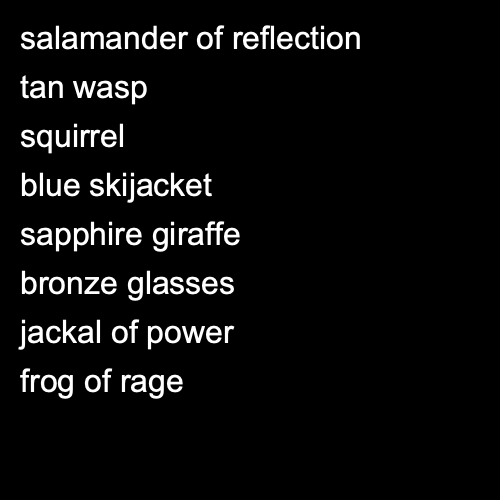 salamander of reflection
tan wasp
squirrel
blue skijacket
sapphire giraffe
bronze glasses
jackal of power
frog of rage